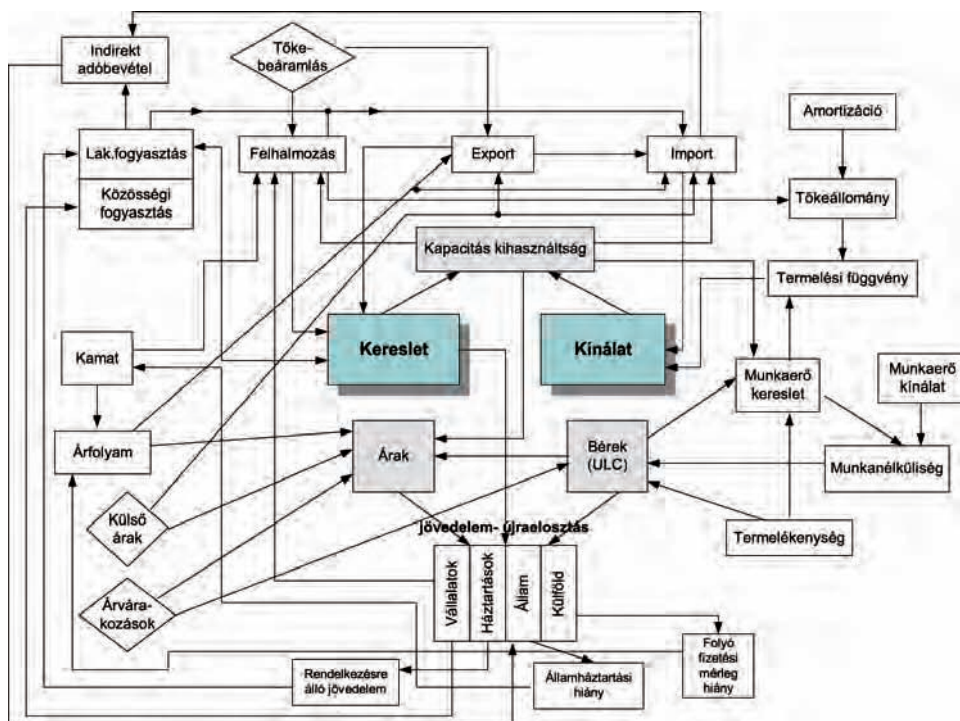 Indirekt
adóbevétel
Tőke-
beáramlás
Amortizáció
Lak.fogyasztás
Felhalmozás
Export
Import
Közösségi
fogyasztás
Tőkeállomány
Kapacitás kihasználtság
Termelési függvény
Kereslet
Kínálat
Kamat
Munkaerő
kereslet
Munkaerő
kínálat
Árfolyam
Árak
Bérek
(ULC)
Munkanélküliség
Külső
árak
jövedelem- újraelosztás
Termelékenység
Vállalatok
Háztartások
Állam
Külföld
Árvára-
kozások
Rendelkezésre
álló jövedelem
Államháztartási
hiány
Folyó
fizetési
mérleg
hiány